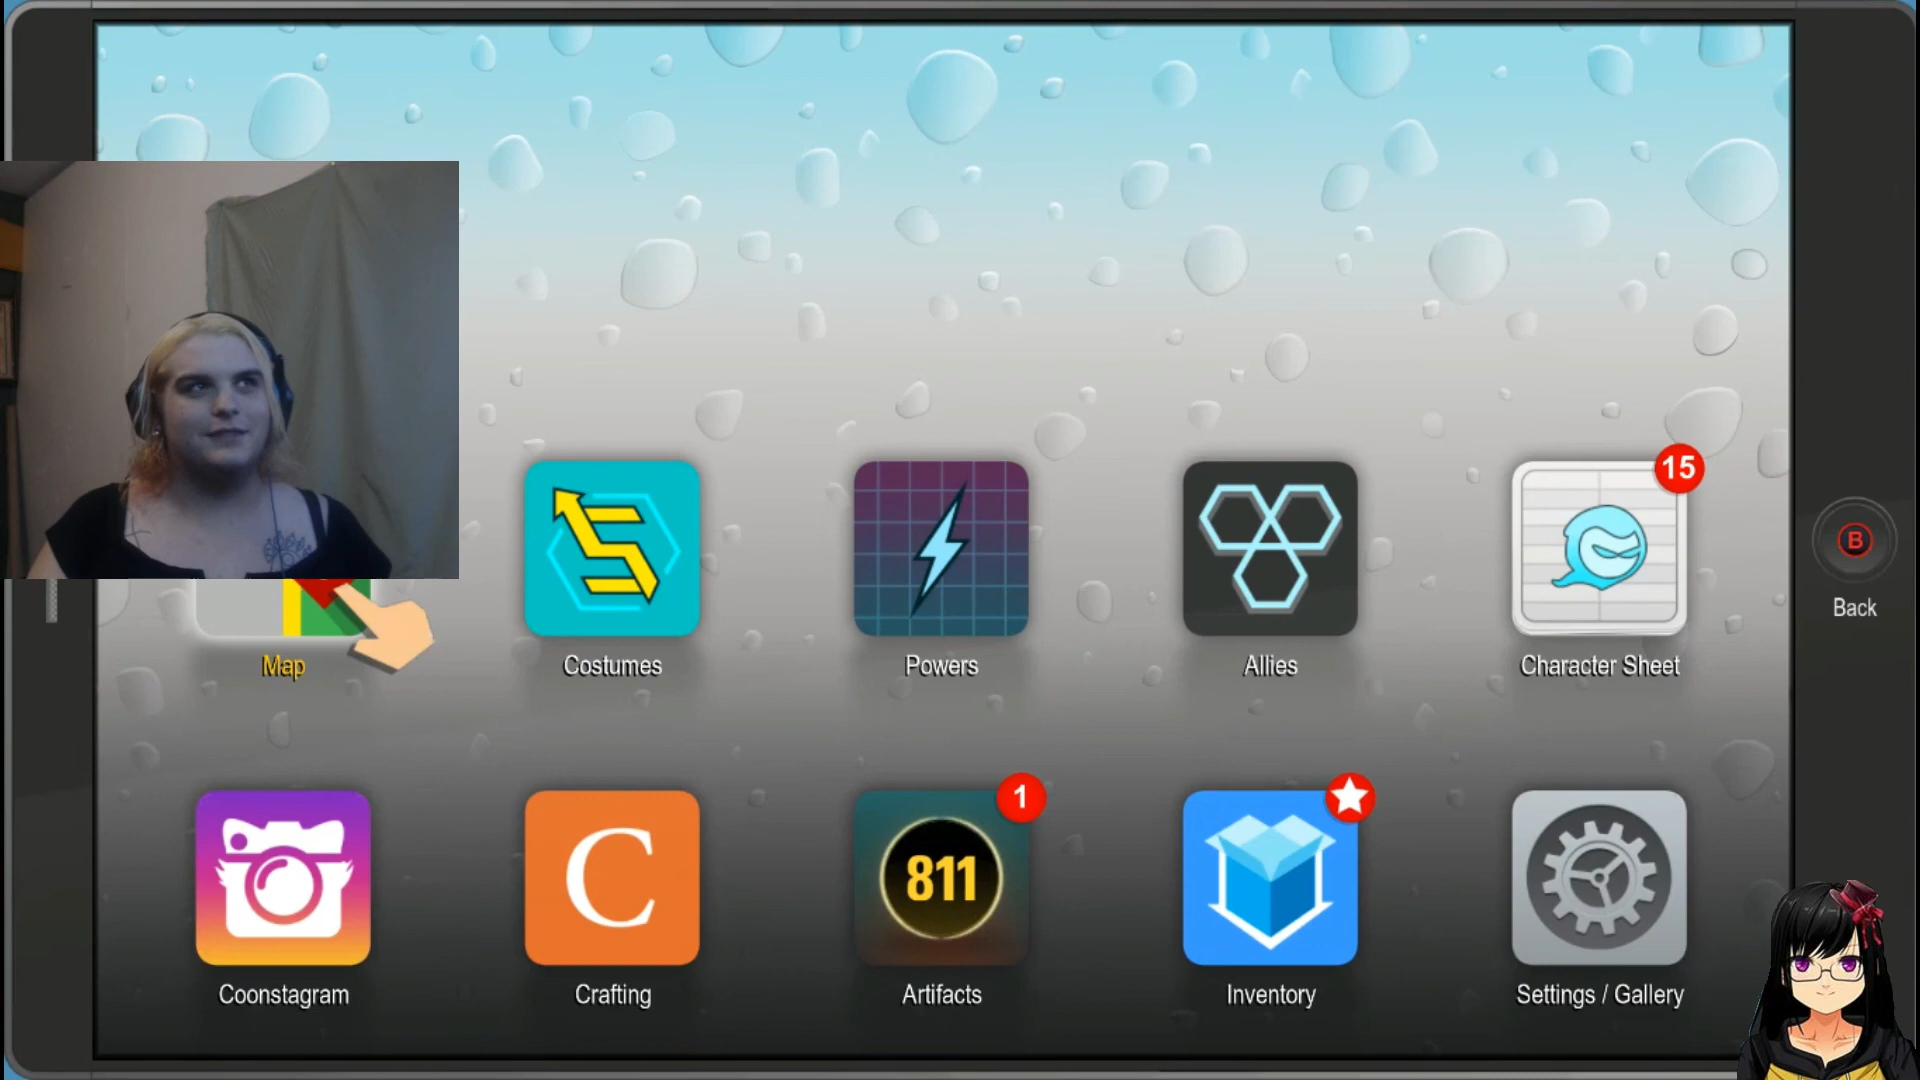 15
B
Back
Map
Costumes
Powers
Allies
Character Sheet
C
1
811
Coonstagram
Crafting
Artifacts
Inventory
Settings / Gallery